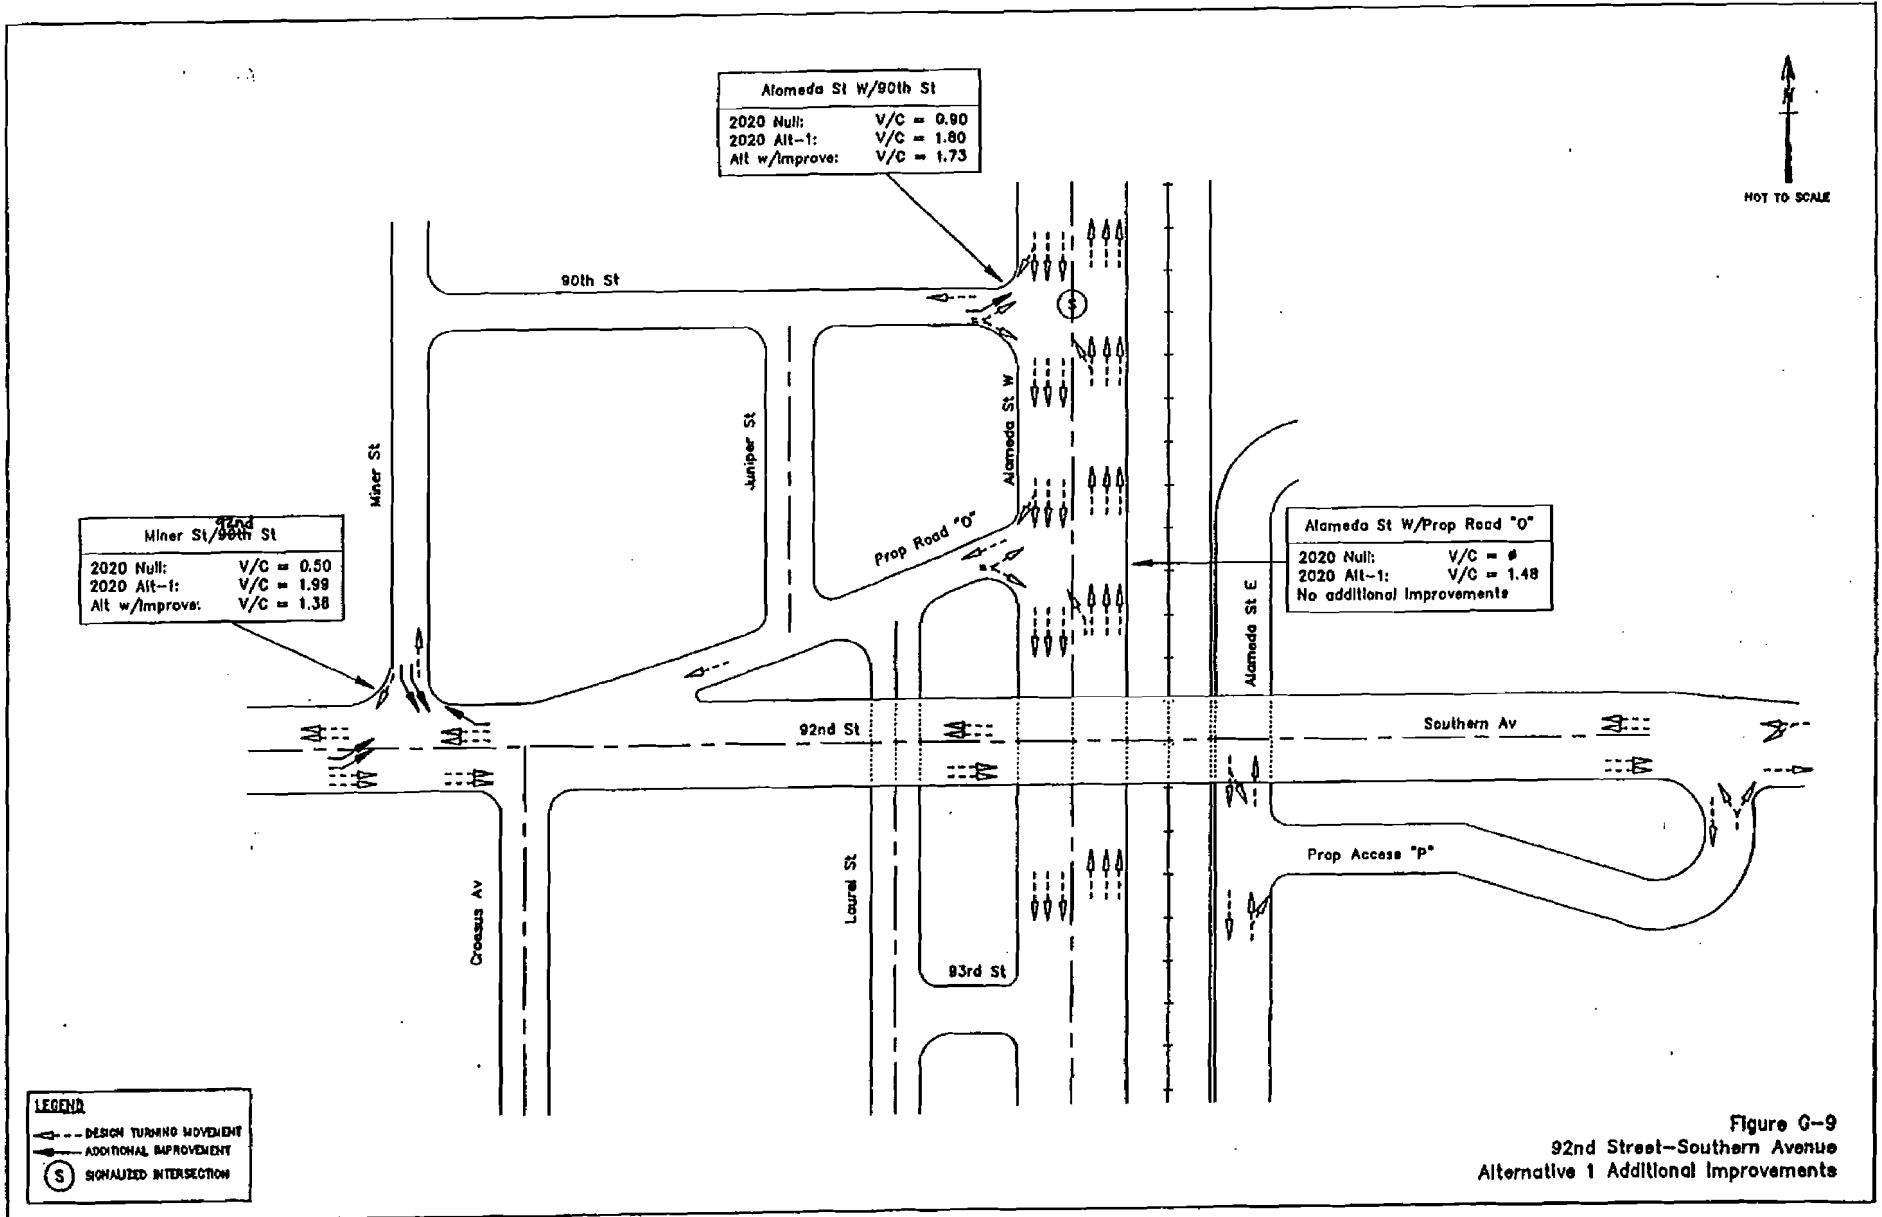 Alameda St W/90th St
2020 Null: V/C = 0.90
2020 Alt-1: V/C = 1.80
Alt w/Improve: V/C = 1.73
N
NOT TO SCALE
90th St
S
Miner St
Juniper St
Alameda St W
Prop Road "O"
92nd
Miner St/90th St
2020 Null: V/C = 0.50
2020 Alt-1: V/C = 1.99
Alt w/Improve: V/C = 1.38
Alameda St W/Prop Road "O"
2020 Null: V/C = ø
2020 Alt-1: V/C = 1.48
No additional Improvements
Alameda St E
92nd St
Southern Av
Croesus Av
Laurel St
Prop Access "P"
93rd St
LEGEND
DESIGN TURNING MOVEMENT
ADDITIONAL IMPROVEMENT
S SIGNALIZED INTERSECTION
Figure G-9
92nd Street-Southern Avenue
Alternative 1 Additional Improvements